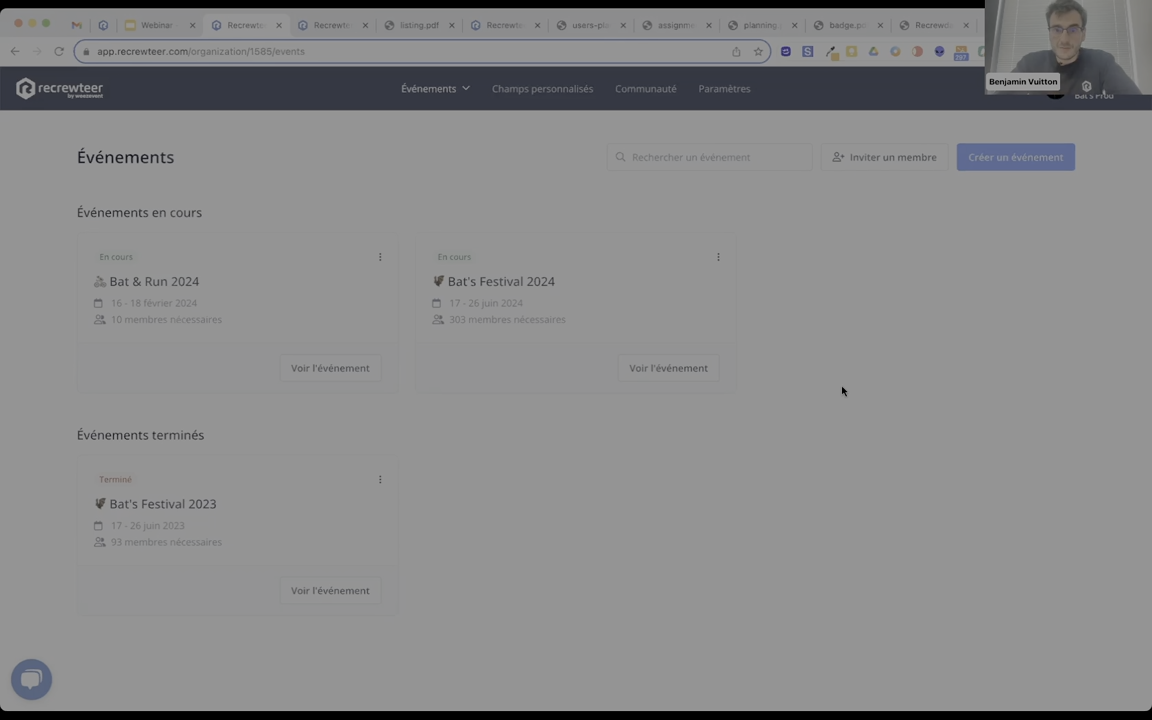 Webinar
Recrewte
Recrewte
listing.pdf
Recrewte
users-pla
assignme
planning.
badge.pd
Recrewd
app.recrewteer.com/organization/1585/events
Benjamin Vuitton
recrewteer
by weezevent
Événements
Champs personnalisés
Communauté
Paramètres
Bat's Prod
Événements
Rechercher un événement
Inviter un membre
Créer un événement
Événements en cours
En cours
Bat & Run 2024
16 - 18 février 2024
10 membres nécessaires
Voir l'événement
En cours
Bat's Festival 2024
17 - 26 juin 2024
303 membres nécessaires
Voir l'événement
Événements terminés
Terminé
Bat's Festival 2023
17 - 26 juin 2023
93 membres nécessaires
Voir l'événement